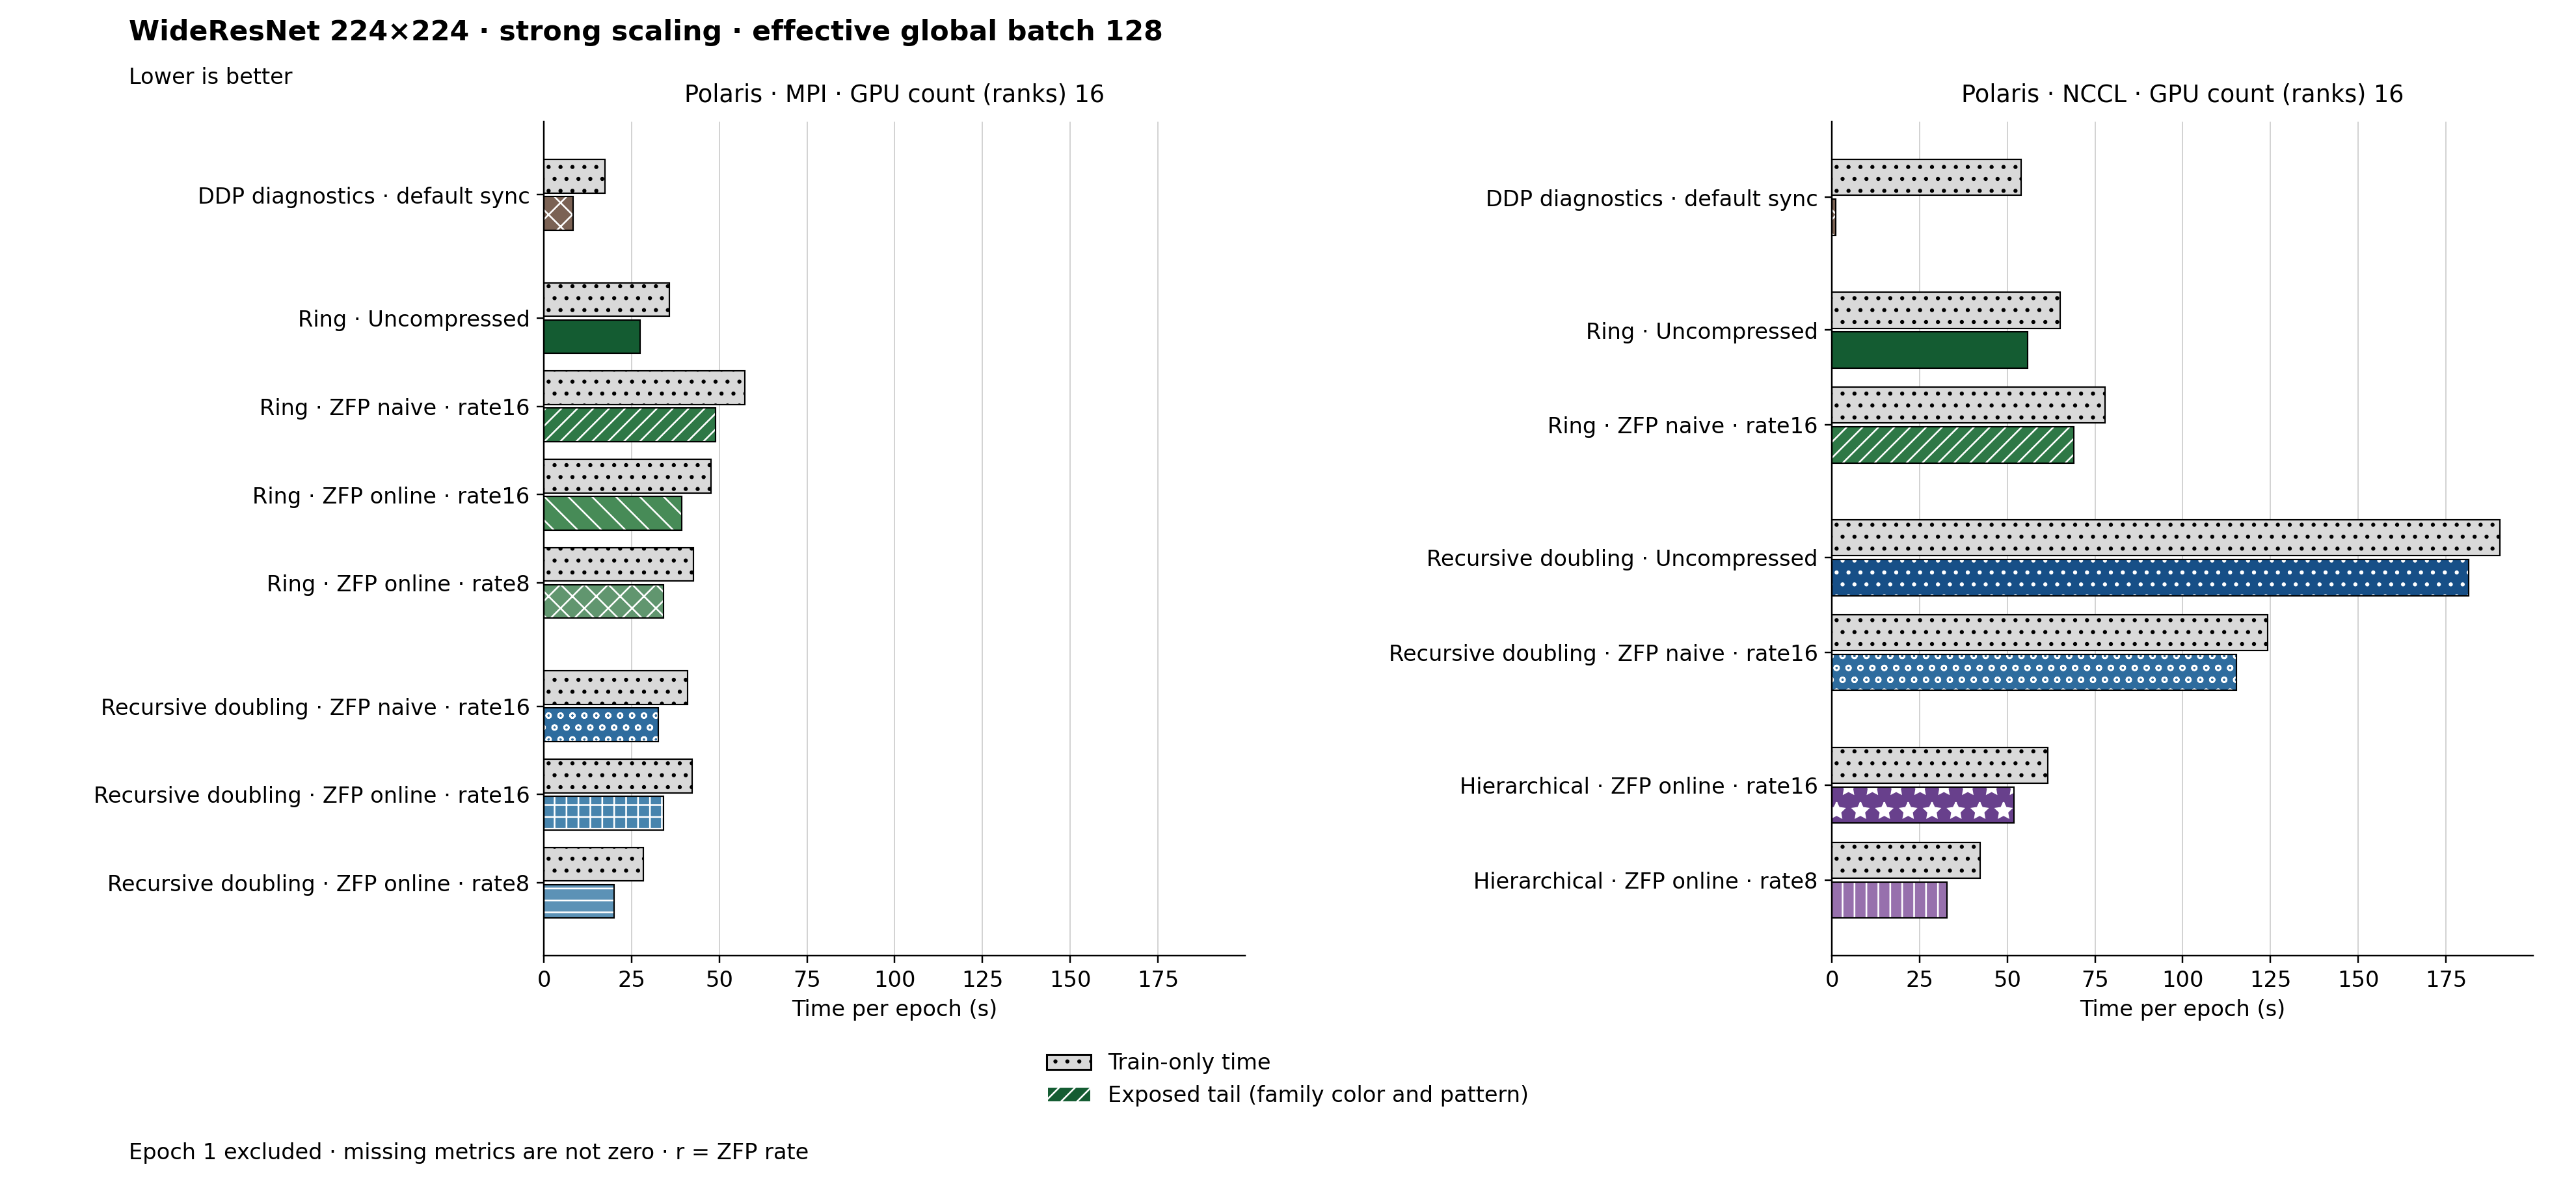 WideResNet 224×224 · strong scaling · effective global batch 128
Lower is better
Polaris · MPI · GPU count (ranks) 16
DDP diagnostics · default sync
Ring · Uncompressed
Ring · ZFP naive · rate16
Ring · ZFP online · rate16
Ring · ZFP online · rate8
Recursive doubling · ZFP naive · rate16
Recursive doubling · ZFP online · rate16
Recursive doubling · ZFP online · rate8
0 25 50 75 100 125 150 175
Time per epoch (s)
Polaris · NCCL · GPU count (ranks) 16
DDP diagnostics · default sync
Ring · Uncompressed
Ring · ZFP naive · rate16
Recursive doubling · Uncompressed
Recursive doubling · ZFP naive · rate16
Hierarchical · ZFP online · rate16
Hierarchical · ZFP online · rate8
0 25 50 75 100 125 150 175
Time per epoch (s)
Train-only time
Exposed tail (family color and pattern)
Epoch 1 excluded · missing metrics are not zero · r = ZFP rate